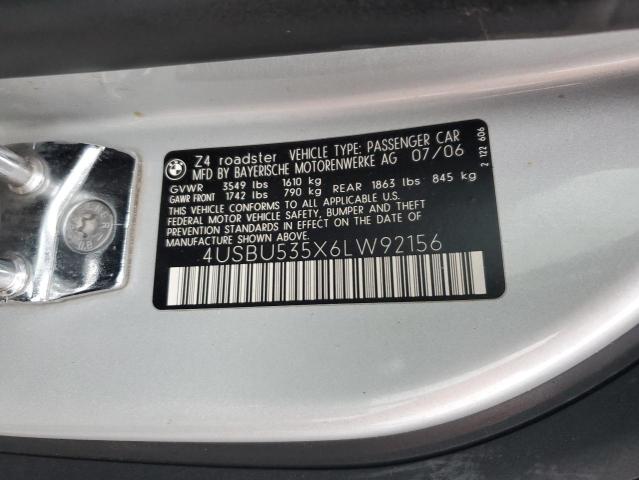 BMW
Z4 roadster VEHICLE TYPE: PASSENGER CAR
MFD BY BAYERISCHE MOTORENWERKE AG 07/06
GVWR 3549 lbs 1610 kg
GAWR FRONT 1742 lbs 790 kg REAR 1863 lbs 845 kg
THIS VEHICLE CONFORMS TO ALL APPLICABLE U.S.
FEDERAL MOTOR VEHICLE SAFETY, BUMPER AND THEFT
PREVENTION STANDARDS IN EFFECT ON THE DATE
OF MANUFACTURE SHOWN ABOVE.
4USBU535X6LW92156
2 122 606